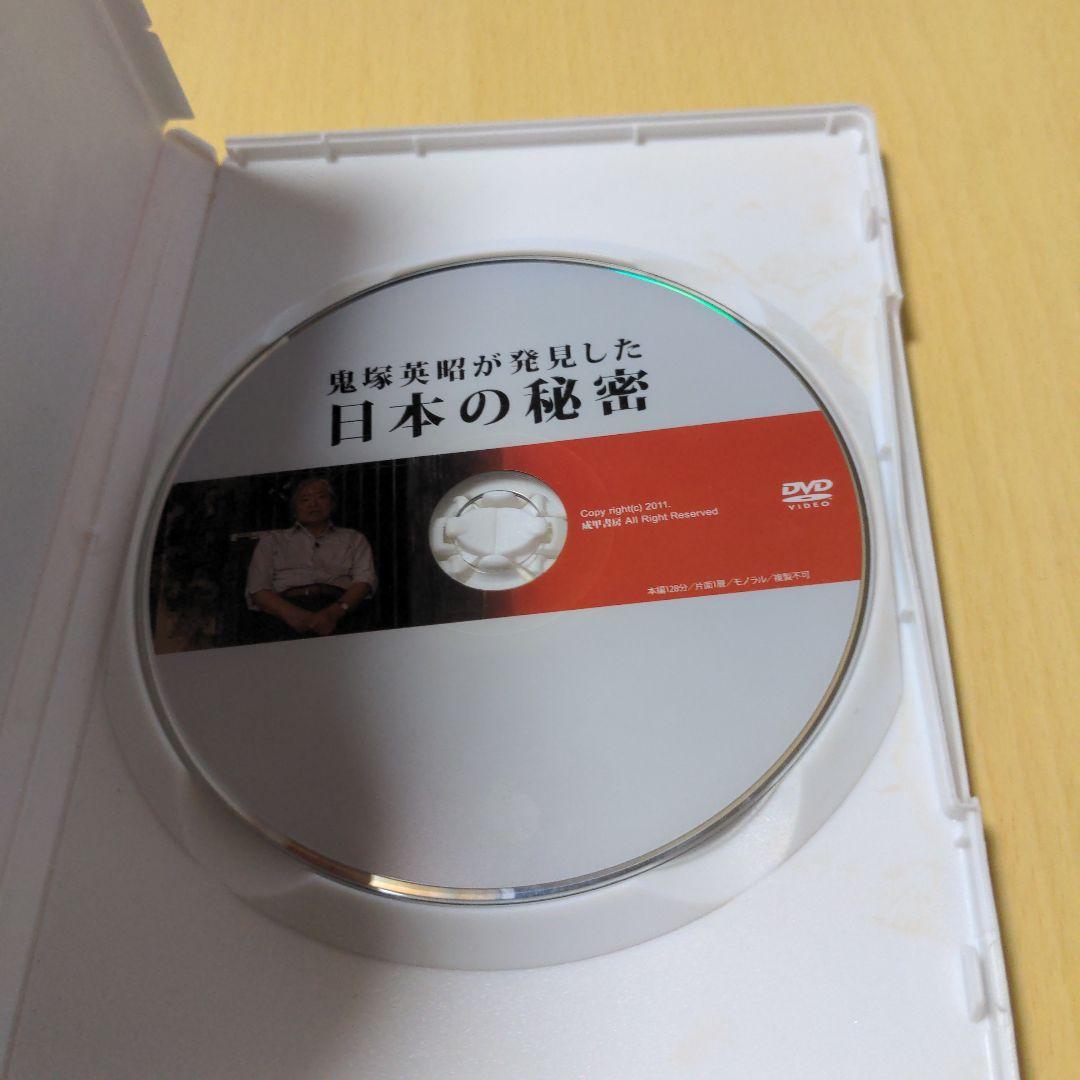 鬼塚英昭が発見した
日本の秘密
DVD
VIDEO
Copy right(c) 2011.
成甲書房 All Right Reserved
本編128分／片面1層／モノラル／複製不可